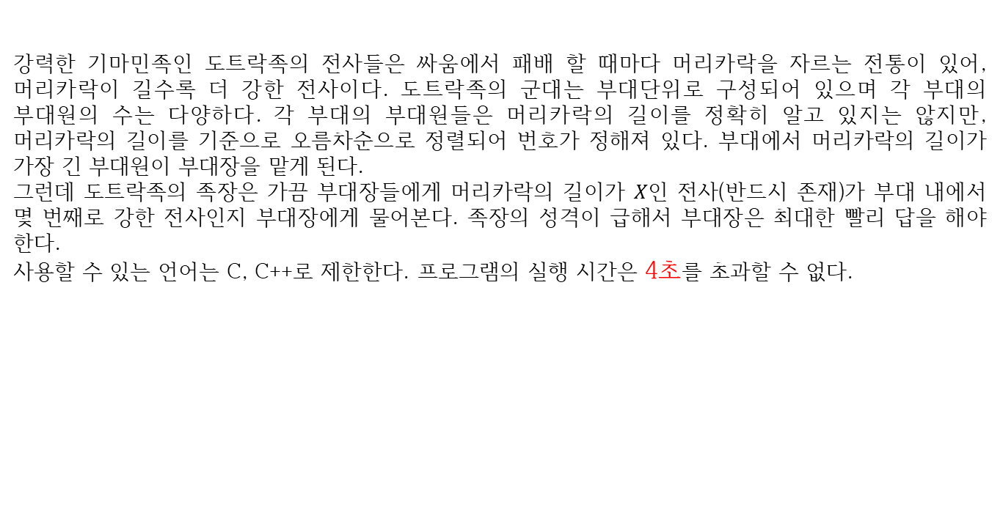 강력한 기마민족인 도트락족의 전사들은 싸움에서 패배 할 때마다 머리카락을 자르는 전통이 있어,
머리카락이 길수록 더 강한 전사이다. 도트락족의 군대는 부대단위로 구성되어 있으며 각 부대의
부대원의 수는 다양하다. 각 부대의 부대원들은 머리카락의 길이를 정확히 알고 있지는 않지만,
머리카락의 길이를 기준으로 오름차순으로 정렬되어 번호가 정해져 있다. 부대에서 머리카락의 길이가
가장 긴 부대원이 부대장을 맡게 된다.
그런데 도트락족의 족장은 가끔 부대장들에게 머리카락의 길이가 X인 전사(반드시 존재)가 부대 내에서
몇 번째로 강한 전사인지 부대장에게 물어본다. 족장의 성격이 급해서 부대장은 최대한 빨리 답을 해야
한다.
사용할 수 있는 언어는 C, C++로 제한한다. 프로그램의 실행 시간은 4초를 초과할 수 없다.